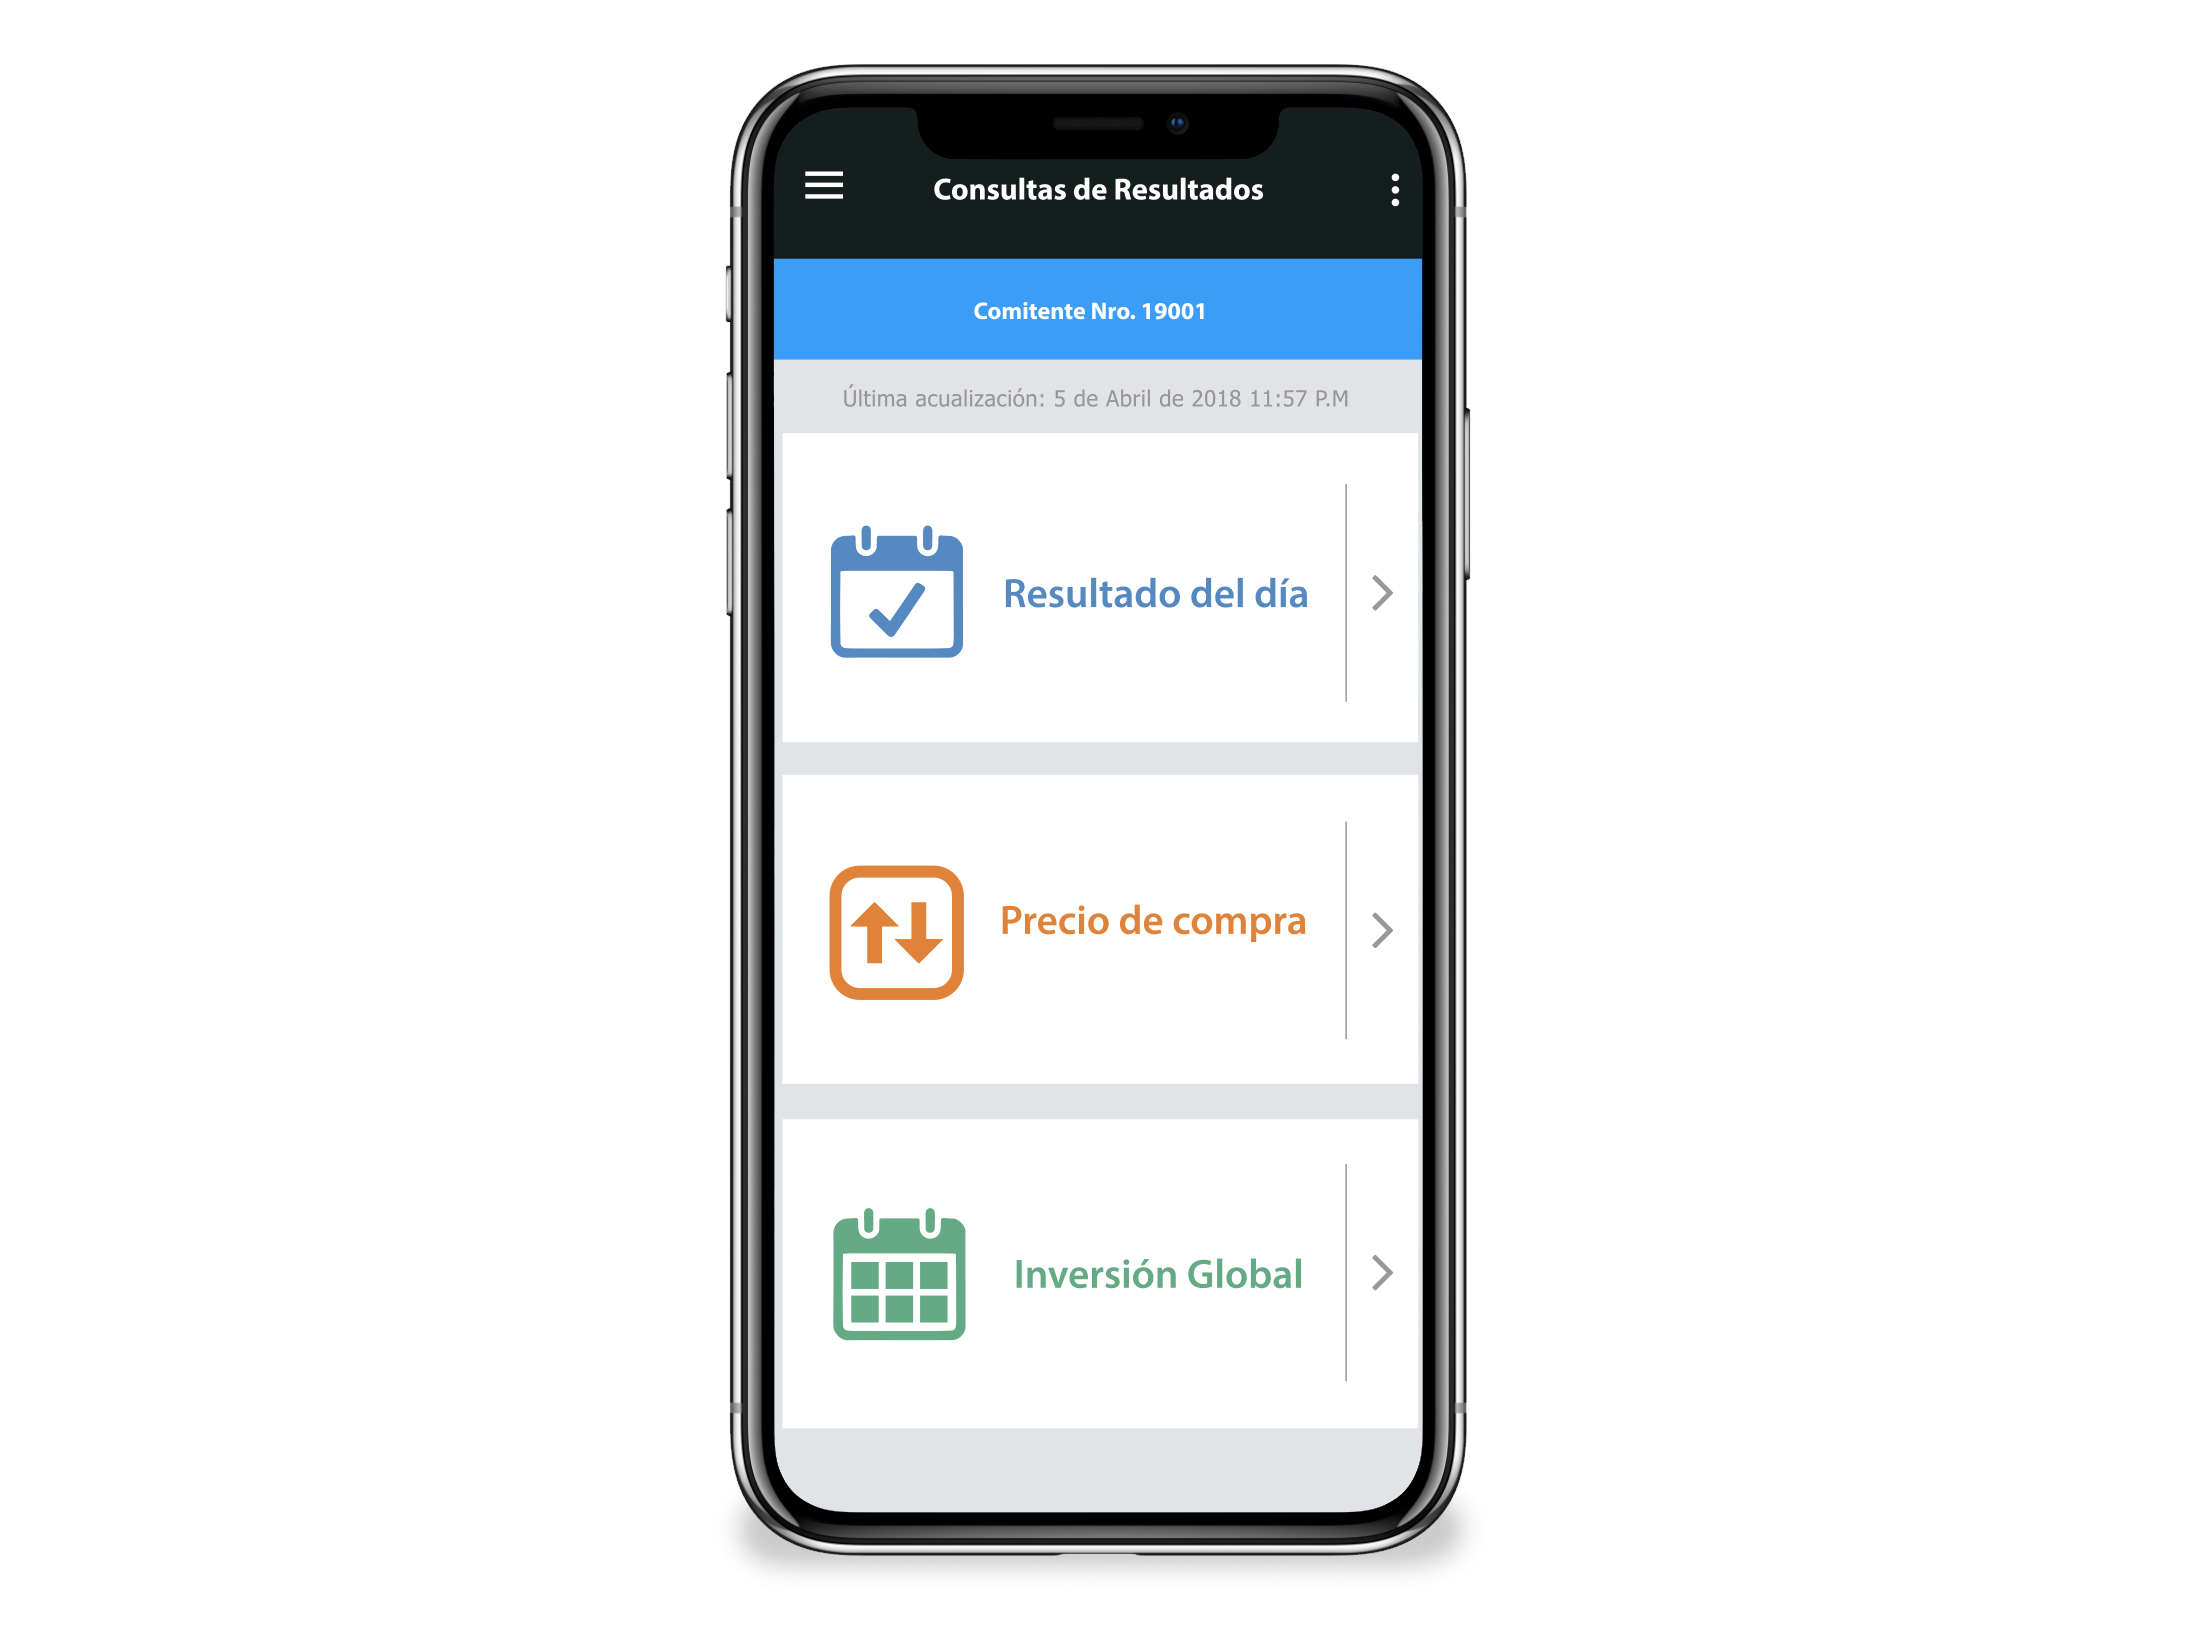 Consultas de Resultados
Comitente Nro. 19001
Última acualización: 5 de Abril de 2018 11:57 P.M
Resultado del día
Precio de compra
Inversión Global